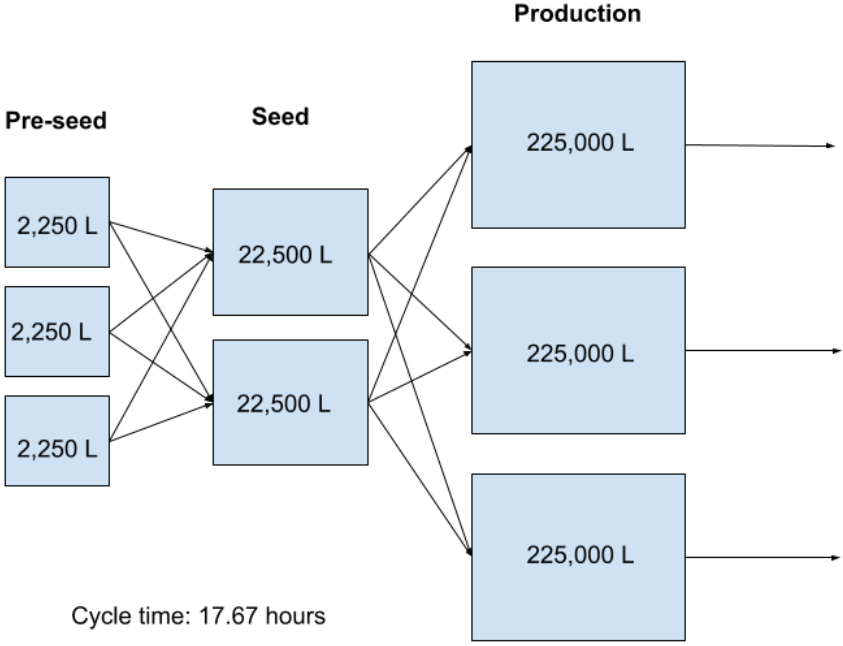 Production
Pre-seed
Seed
2,250 L
2,250 L
2,250 L
22,500 L
22,500 L
225,000 L
225,000 L
225,000 L
Cycle time: 17.67 hours